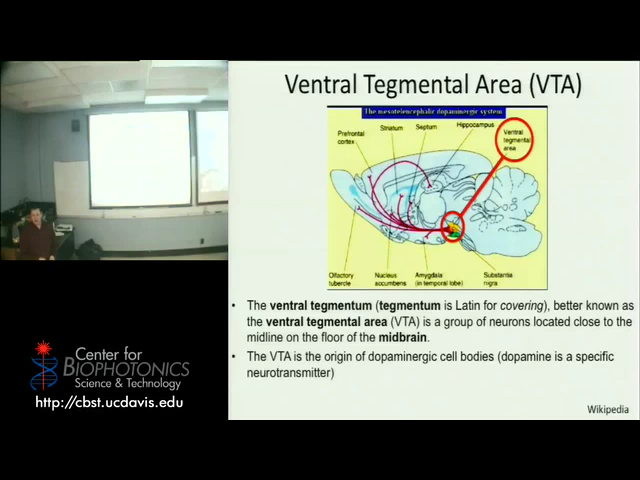 Ventral Tegmental Area (VTA)
The mesotelencephalic dopaminergic system
Prefrontal cortex
Striatum
Septum
Hippocampus
Ventral tegmental area
Olfactory tubercle
Nucleus accumbens
Amygdala (in temporal lobe)
Substantia nigra
• The ventral tegmentum (tegmentum is Latin for covering), better known as
the ventral tegmental area (VTA) is a group of neurons located close to the
midline on the floor of the midbrain.
• The VTA is the origin of dopaminergic cell bodies (dopamine is a specific
neurotransmitter)
Wikipedia
Center for
BIOPHOTONICS
Science & Technology
http://cbst.ucdavis.edu